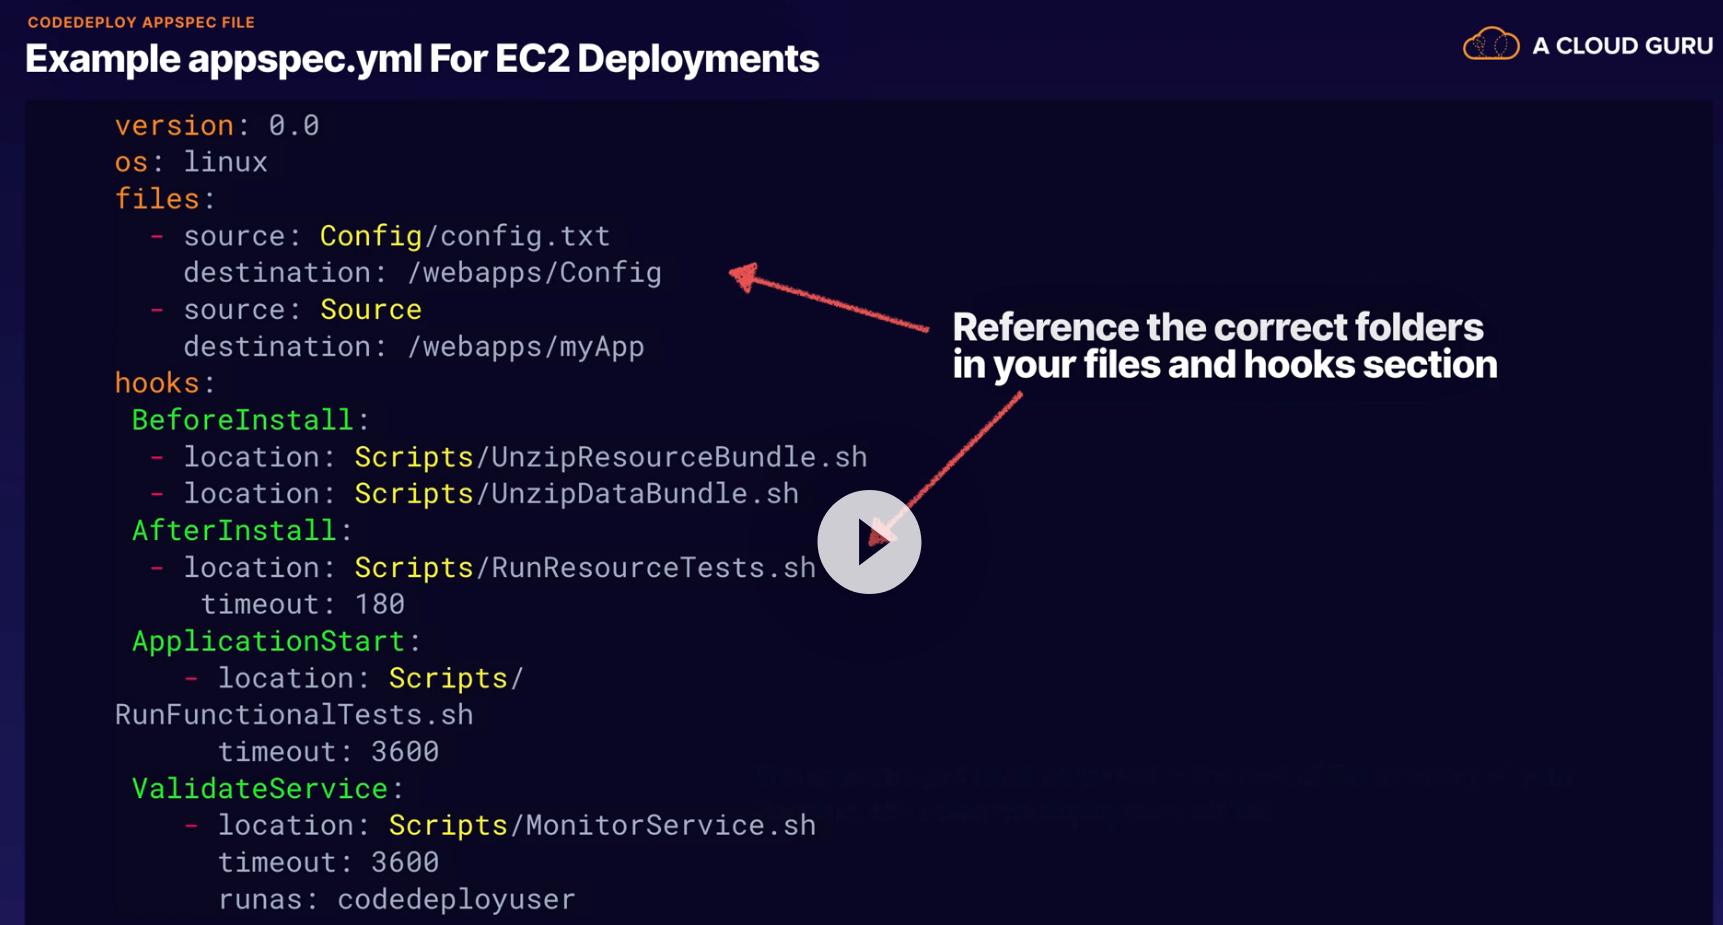 CODEDEPLOY APPSPEC FILE
Example appspec.yml For EC2 Deployments
A CLOUD GURU
version: 0.0
os: linux
files:
- source: Config/config.txt
destination: /webapps/Config
- source: Source
destination: /webapps/myApp
Reference the correct folders
in your files and hooks section
hooks:
BeforeInstall:
- location: Scripts/UnzipResourceBundle.sh
- location: Scripts/UnzipDataBundle.sh
AfterInstall:
- location: Scripts/RunResourceTests.sh
timeout: 180
ApplicationStart:
- location: Scripts/
RunFunctionalTests.sh
timeout: 3600
ValidateService:
- location: Scripts/MonitorService.sh
timeout: 3600
runas: codedeployuser